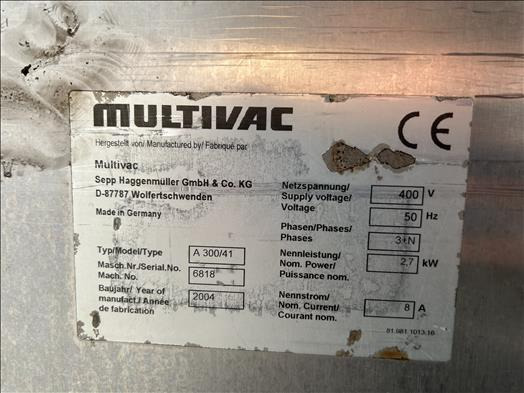 MULTIVAC
CE
Hergestellt von/ Manufactured by/ Fabriqué par
Multivac
Sepp Haggenmüller GmbH & Co. KG
D-87787 Wolfertschwenden
Made in Germany
Typ/Model/Type A 300/41
Masch.Nr./Serial.No.
Mach. No. 6818
Baujahr/ Year of
manufact./ Année
de fabrication 2004
Netzspannung/
Supply voltage/
Voltage 400 V
50 Hz
Phasen/Phases/
Phases 3+N
Nennleistung/
Nom. Power/
Puissance nom. 2,7 kW
Nennstrom/
Nom. Current/
Courant nom. 8 A
81.981.1013.16